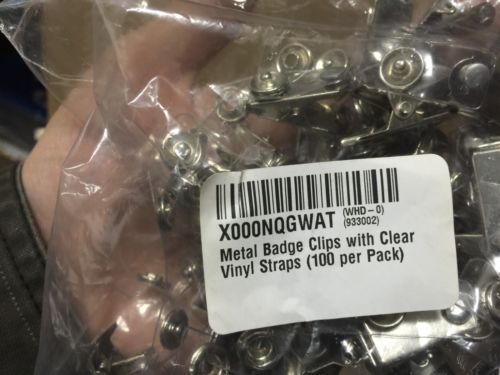 X000NQGWAT (WHD-0)
(933002)
Metal Badge Clips with Clear
Vinyl Straps (100 per Pack)